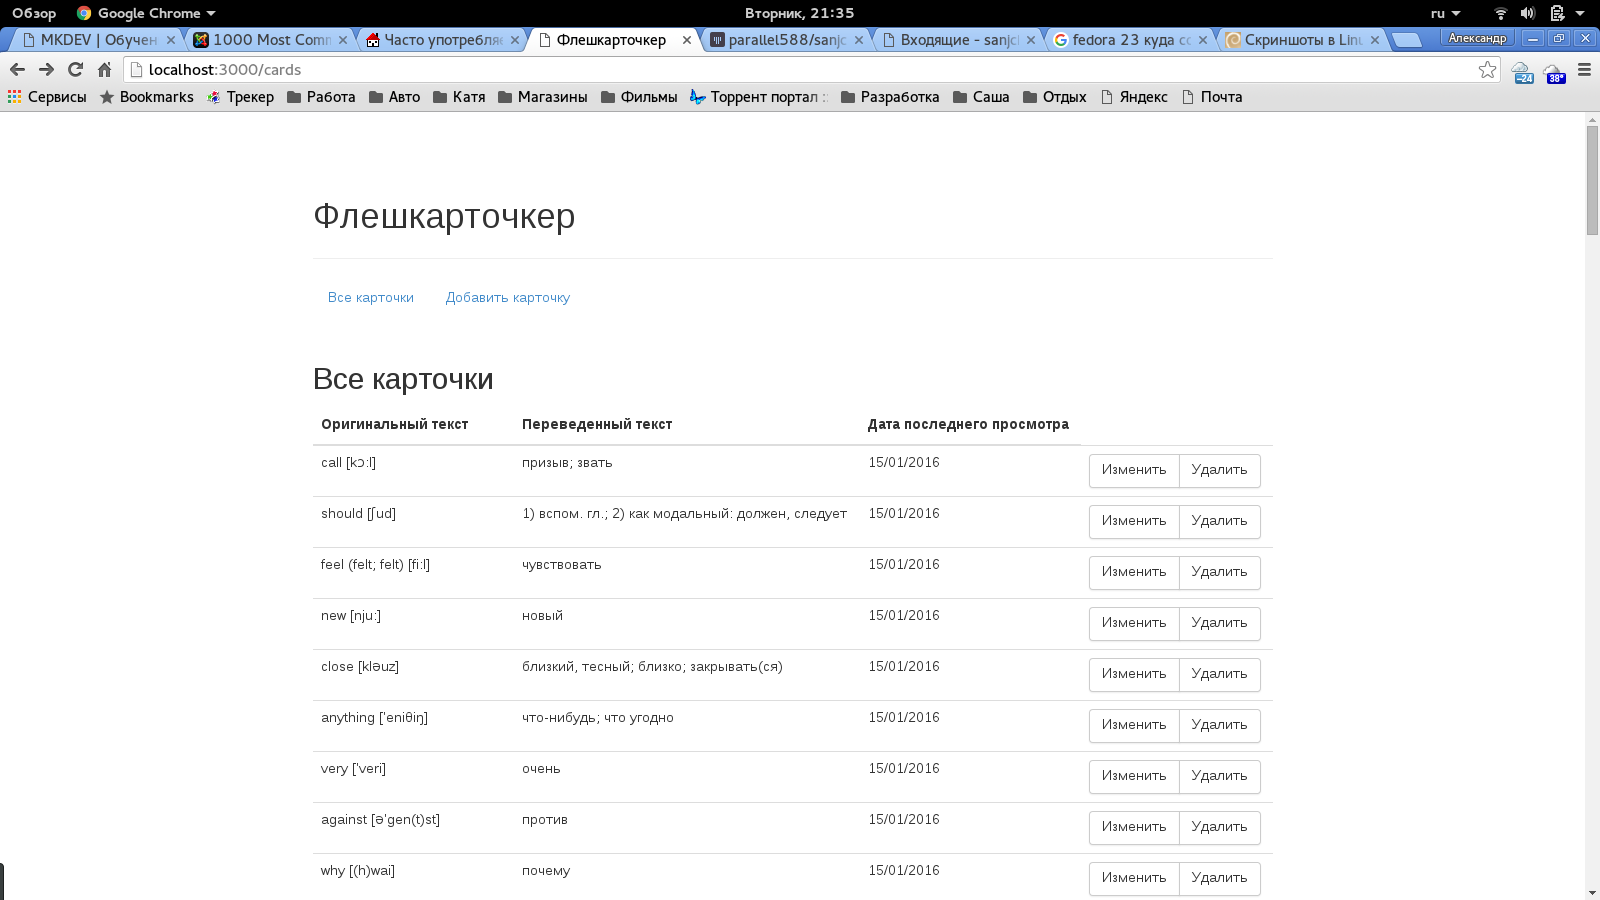 Обзор Google Chrome Вторник, 21:35 ru
MKDEV | Обучен 1000 Most Comm Часто употребляе Флешкарточкер parallel588/sanjc Входящие - sanjc fedora 23 куда сс Скриншоты в Linu Александр
localhost:3000/cards -24 38°
Сервисы Bookmarks Трекер Работа Авто Катя Магазины Фильмы Торрент портал :: Разработка Саша Отдых Яндекс Почта
Флешкарточкер
Все карточки Добавить карточку
Все карточки
Оригинальный текст Переведенный текст Дата последнего просмотра
call [kɔ:l] призыв; звать 15/01/2016 Изменить Удалить
should [ʃud] 1) вспом. гл.; 2) как модальный: должен, следует 15/01/2016 Изменить Удалить
feel (felt; felt) [fi:l] чувствовать 15/01/2016 Изменить Удалить
new [nju:] новый 15/01/2016 Изменить Удалить
close [kləuz] близкий, тесный; близко; закрывать(ся) 15/01/2016 Изменить Удалить
anything ['eniθiŋ] что-нибудь; что угодно 15/01/2016 Изменить Удалить
very ['veri] очень 15/01/2016 Изменить Удалить
against [ə'gen(t)st] против 15/01/2016 Изменить Удалить
why [(h)wai] почему 15/01/2016 Изменить Удалить